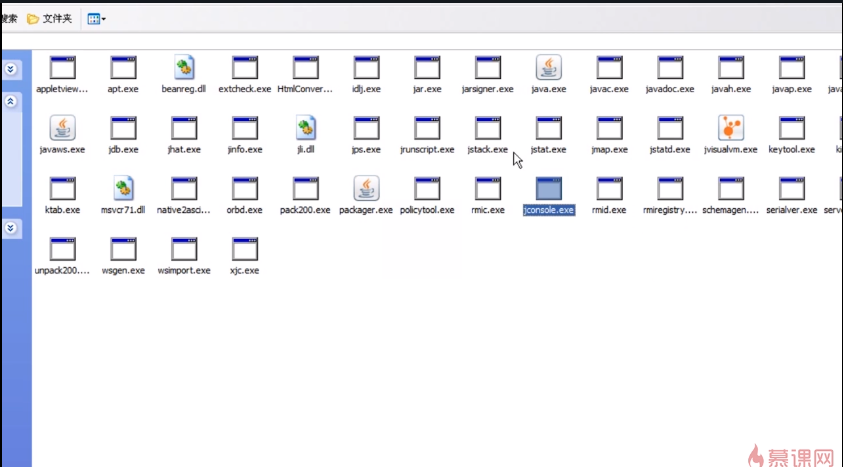 搜索 文件夹
appletview... apt.exe beanreg.dll extcheck.exe HtmlConver... idlj.exe jar.exe jarsigner.exe java.exe javac.exe javadoc.exe javah.exe javap.exe
javaws.exe jdb.exe jhat.exe jinfo.exe jli.dll jps.exe jrunscript.exe jstack.exe jstat.exe jmap.exe jstatd.exe jvisualvm.exe keytool.exe
ktab.exe msvcr71.dll native2asci... orbd.exe pack200.exe packager.exe policytool.exe rmic.exe jconsole.exe rmid.exe rmiregistry.... schemagen.... serialver.exe
unpack200.... wsgen.exe wsimport.exe xjc.exe
慕课网